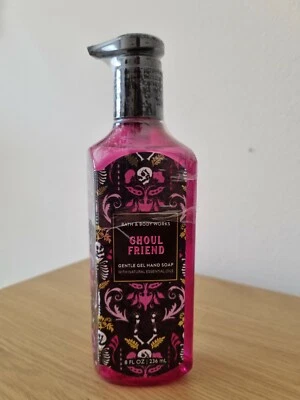 BATH & BODY WORKS
GHOUL
FRIEND
GENTLE GEL HAND SOAP
WITH NATURAL ESSENTIAL OILS
8 FL OZ | 236 mL